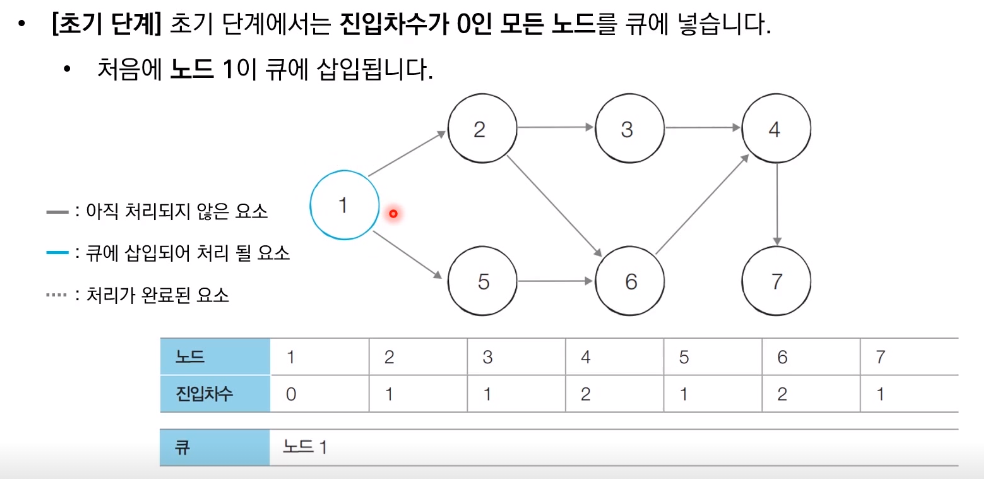 • [초기 단계] 초기 단계에서는 진입차수가 0인 모든 노드를 큐에 넣습니다.
• 처음에 노드 1이 큐에 삽입됩니다.
2 3 4
1
: 아직 처리되지 않은 요소
: 큐에 삽입되어 처리 될 요소
: 처리가 완료된 요소
5 6 7
노드 1 2 3 4 5 6 7
진입차수 0 1 1 2 1 2 1
큐 노드 1